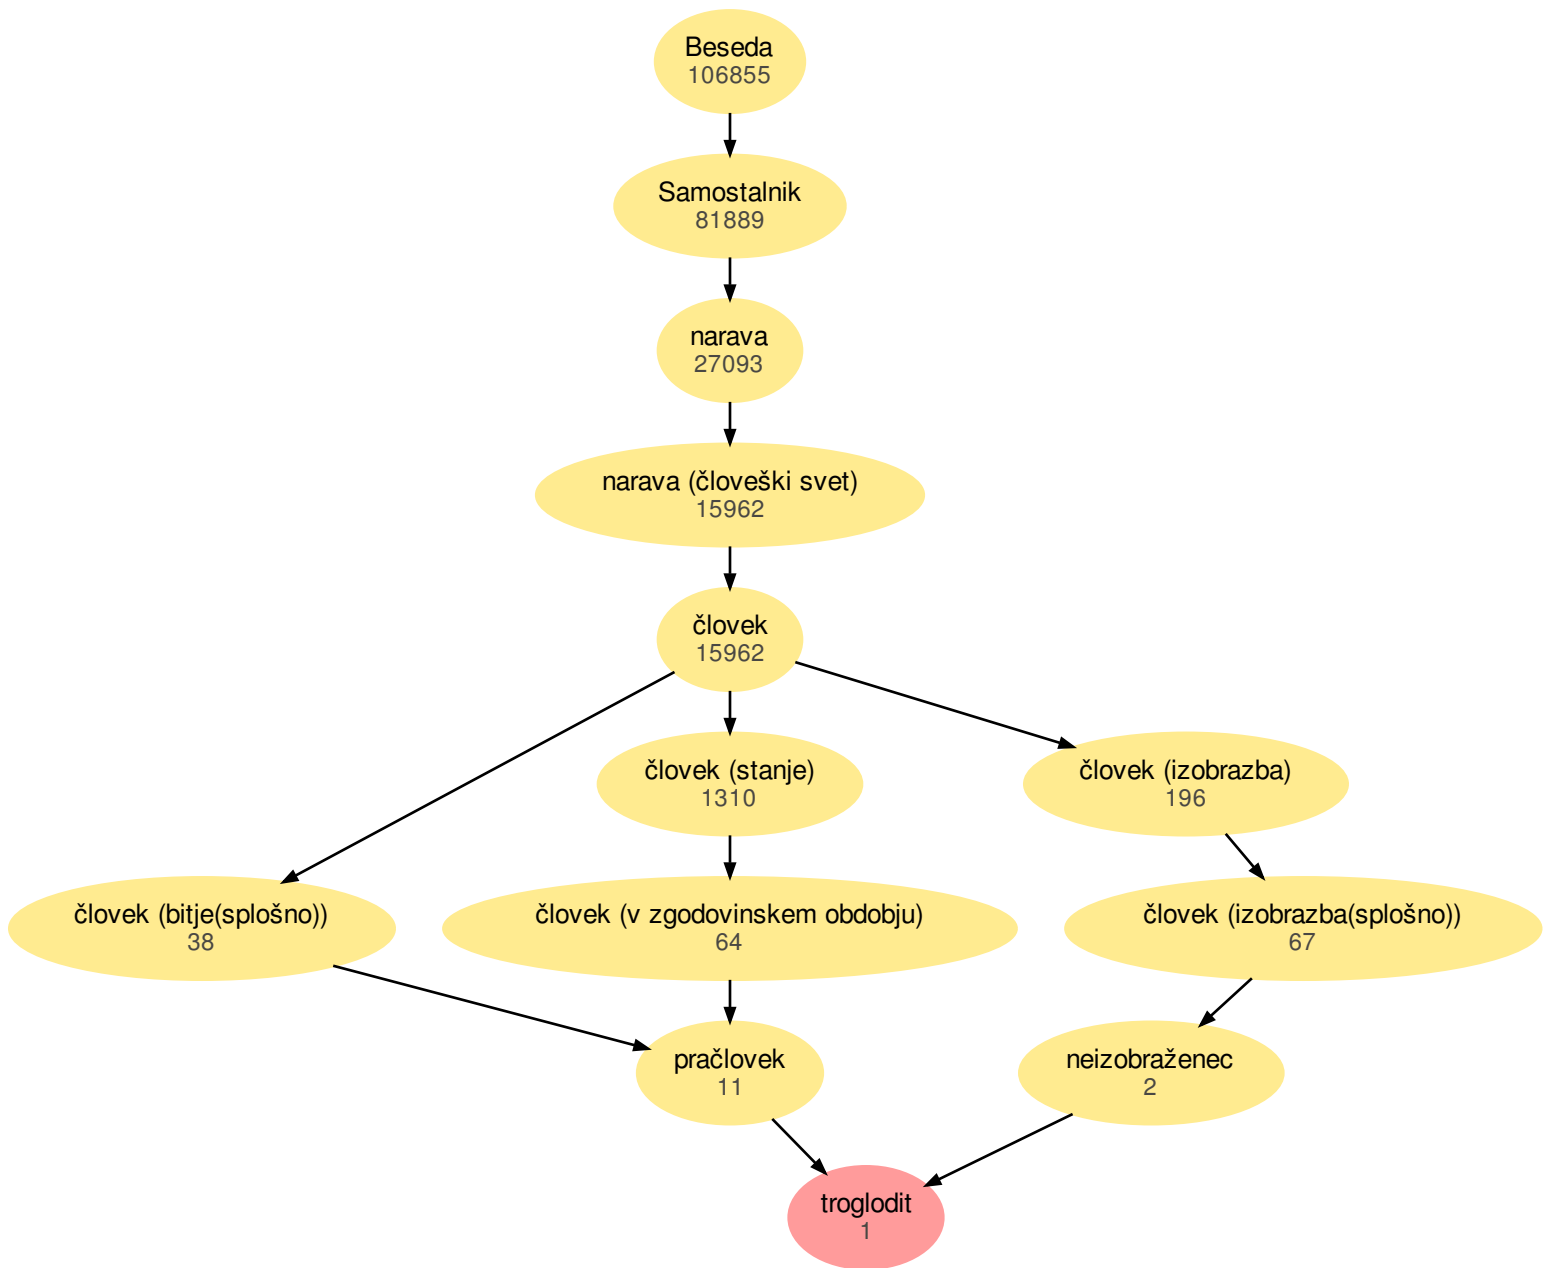 Beseda
106855
Samostalnik
81889
narava
27093
narava (človeški svet)
15962
človek
15962
človek (stanje)
1310
človek (izobrazba)
196
človek (bitje(splošno))
38
človek (v zgodovinskem obdobju)
64
človek (izobrazba(splošno))
67
pračlovek
11
neizobraženec
2
troglodit
1